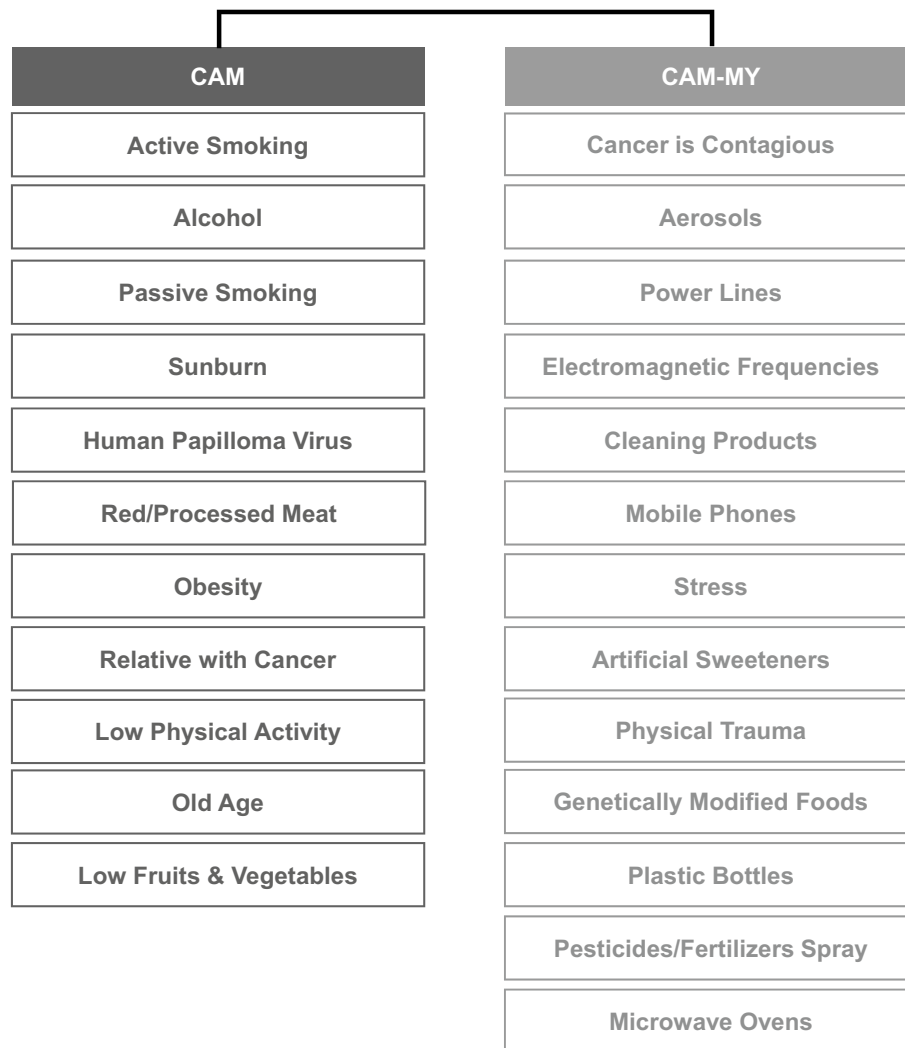 CAM
Active Smoking
Alcohol
Passive Smoking
Sunburn
Human Papilloma Virus
Red/Processed Meat
Obesity
Relative with Cancer
Low Physical Activity
Old Age
Low Fruits & Vegetables
CAM-MY
Cancer is Contagious
Aerosols
Power Lines
Electromagnetic Frequencies
Cleaning Products
Mobile Phones
Stress
Artificial Sweeteners
Physical Trauma
Genetically Modified Foods
Plastic Bottles
Pesticides/Fertilizers Spray
Microwave Ovens